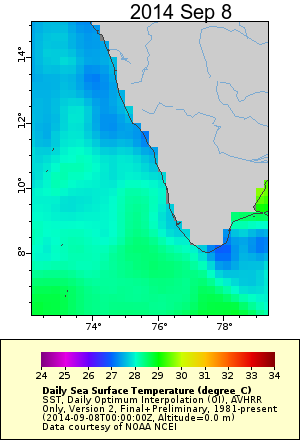 2014 Sep 8
14°
12°
10°
8°
74° 76° 78°
24 25 26 27 28 29 30 31 32 33 34
Daily Sea Surface Temperature (degree_C)
SST, Daily Optimum Interpolation (OI), AVHRR
Only, Version 2, Final+Preliminary, 1981-present
(2014-09-08T00:00:00Z, Altitude=0.0 m)
Data courtesy of NOAA NCEI